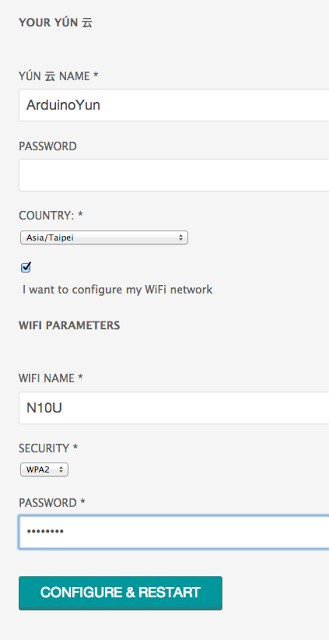 YOUR YÚN 云
YÚN 云 NAME *
ArduinoYun
PASSWORD
COUNTRY: *
Asia/Taipei
I want to configure my WiFi network
WIFI PARAMETERS
WIFI NAME *
N10U
SECURITY *
WPA2
PASSWORD *
••••••••
CONFIGURE & RESTART